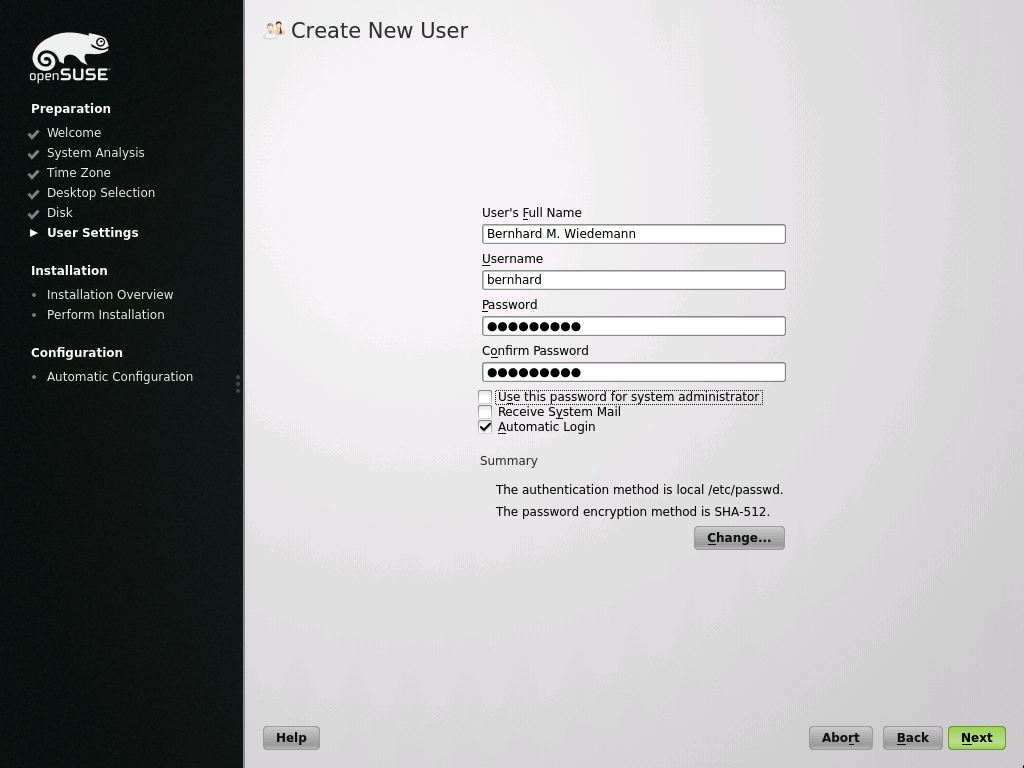 openSUSE
Preparation
Welcome
System Analysis
Time Zone
Desktop Selection
Disk
User Settings
Installation
Installation Overview
Perform Installation
Configuration
Automatic Configuration
Create New User
User's Full Name
Bernhard M. Wiedemann
Username
bernhard
Password
●●●●●●●●●
Confirm Password
●●●●●●●●●
Use this password for system administrator
Receive System Mail
Automatic Login
Summary
The authentication method is local /etc/passwd.
The password encryption method is SHA-512.
Change...
Help Abort Back Next